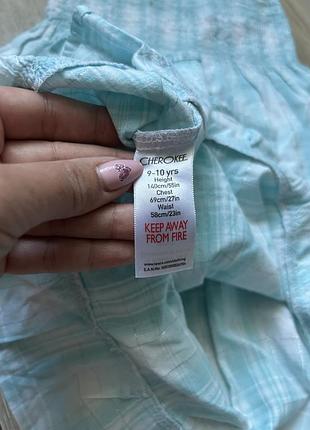 CHEROKEE
9-10 yrs
Height
140cm/55in
Chest
69cm/27in
Waist
58cm/23in
KEEP AWAY
FROM FIRE